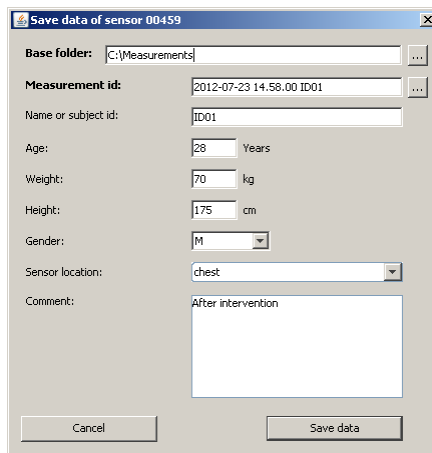 Save data of sensor 00459
Base folder: C:\Measurements ...
Measurement id: 2012-07-23 14.58.00 ID01 ...
Name or subject id: ID01
Age: 28 Years
Weight: 70 kg
Height: 175 cm
Gender: M
Sensor location: chest
Comment: After intervention
Cancel Save data